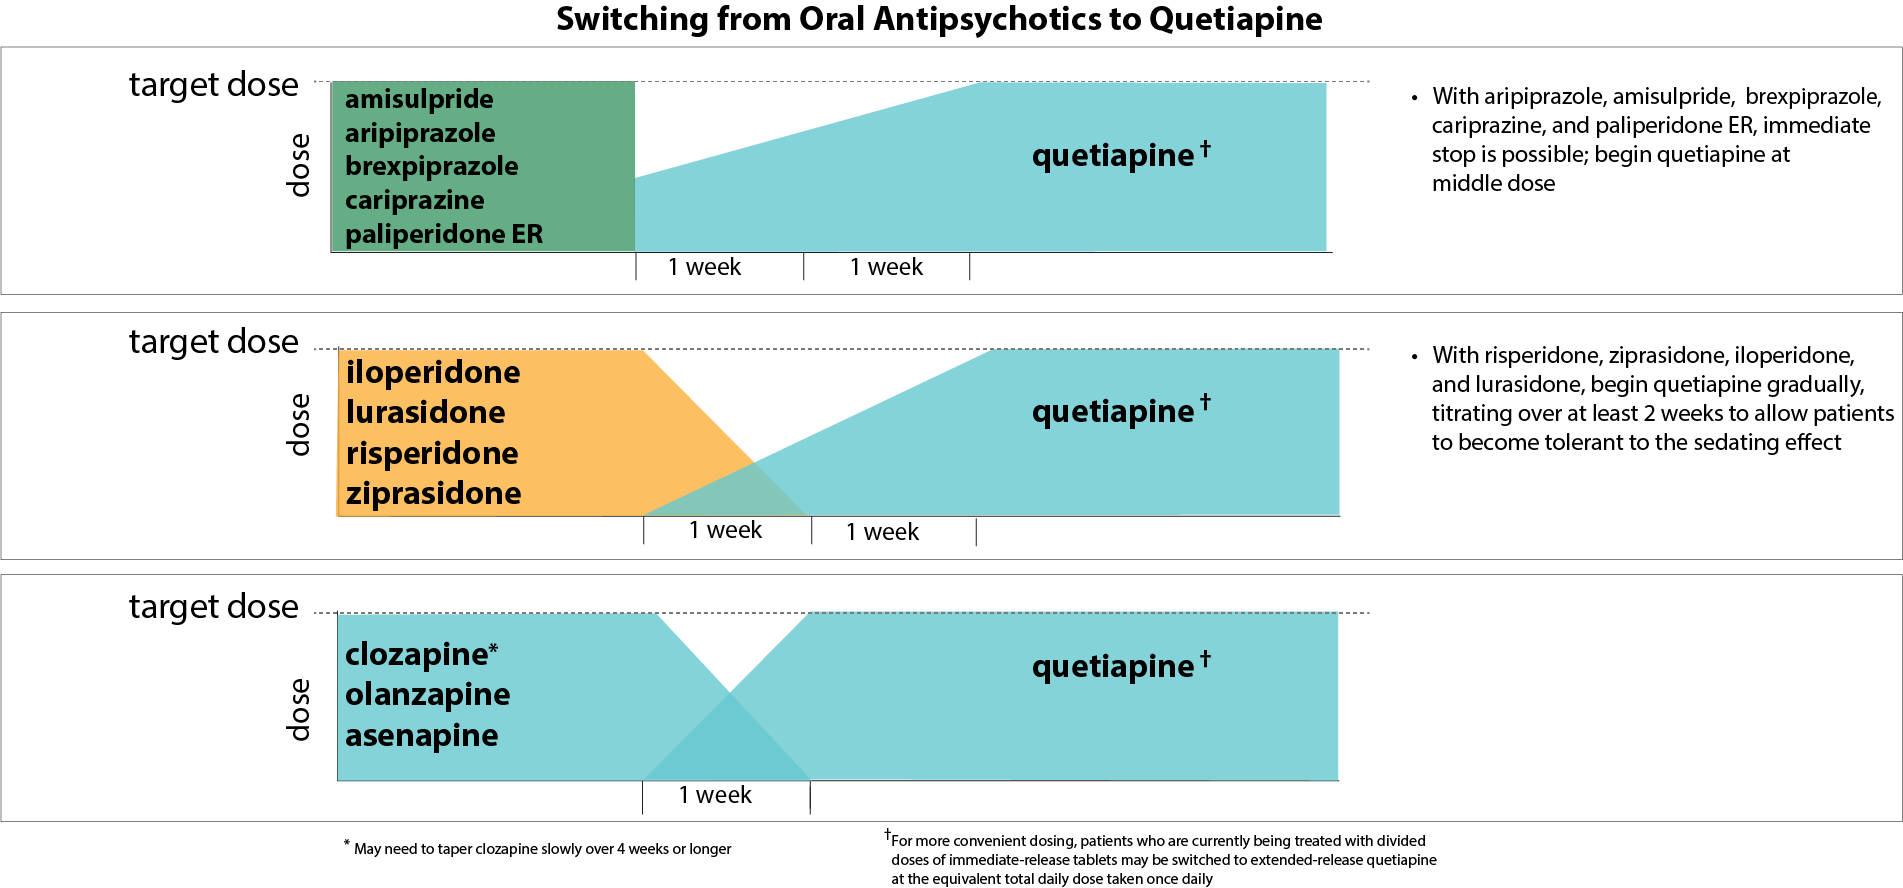 Switching from Oral Antipsychotics to Quetiapine
target dose
dose
amisulpride
aripiprazole
brexpiprazole
cariprazine
paliperidone ER
quetiapine †
1 week
1 week
• With aripiprazole, amisulpride, brexpiprazole,
cariprazine, and paliperidone ER, immediate
stop is possible; begin quetiapine at
middle dose
target dose
dose
iloperidone
lurasidone
risperidone
ziprasidone
quetiapine †
1 week
1 week
• With risperidone, ziprasidone, iloperidone,
and lurasidone, begin quetiapine gradually,
titrating over at least 2 weeks to allow patients
to become tolerant to the sedating effect
target dose
dose
clozapine*
olanzapine
asenapine
quetiapine †
1 week
* May need to taper clozapine slowly over 4 weeks or longer
†For more convenient dosing, patients who are currently being treated with divided
doses of immediate-release tablets may be switched to extended-release quetiapine
at the equivalent total daily dose taken once daily